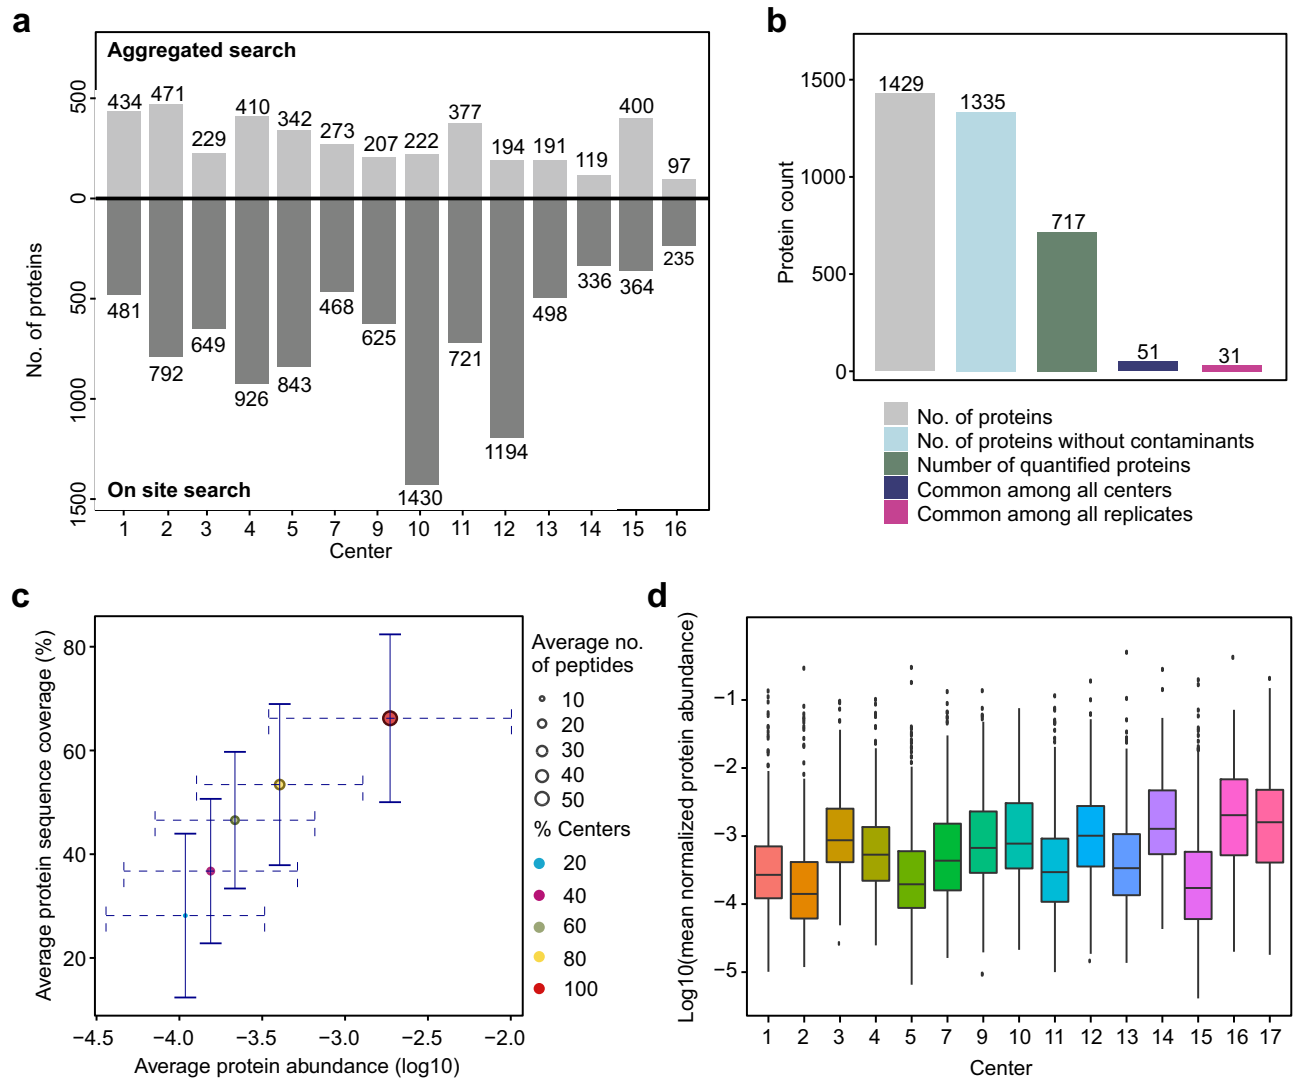 a
Aggregated search
434 471 229 410 342 273 207 222 377 194 191 119 400 97
500
0
500
1000
1500
No. of proteins
481 792 649 926 843 468 625 1430 721 1194 498 336 364 235
On site search
1 2 3 4 5 7 9 10 11 12 13 14 15 16
Center
b
Protein count
1500
1000
500
0
1429 1335 717 51 31
No. of proteins
No. of proteins without contaminants
Number of quantified proteins
Common among all centers
Common among all replicates
c
Average protein sequence coverage (%)
80
60
40
20
−4.5 −4.0 −3.5 −3.0 −2.5 −2.0
Average protein abundance (log10)
Average no.
of peptides
10
20
30
40
50
% Centers
20
40
60
80
100
d
Log10(mean normalized protein abundance)
−1
−2
−3
−4
−5
1 2 3 4 5 7 9 10 11 12 13 14 15 16 17
Center